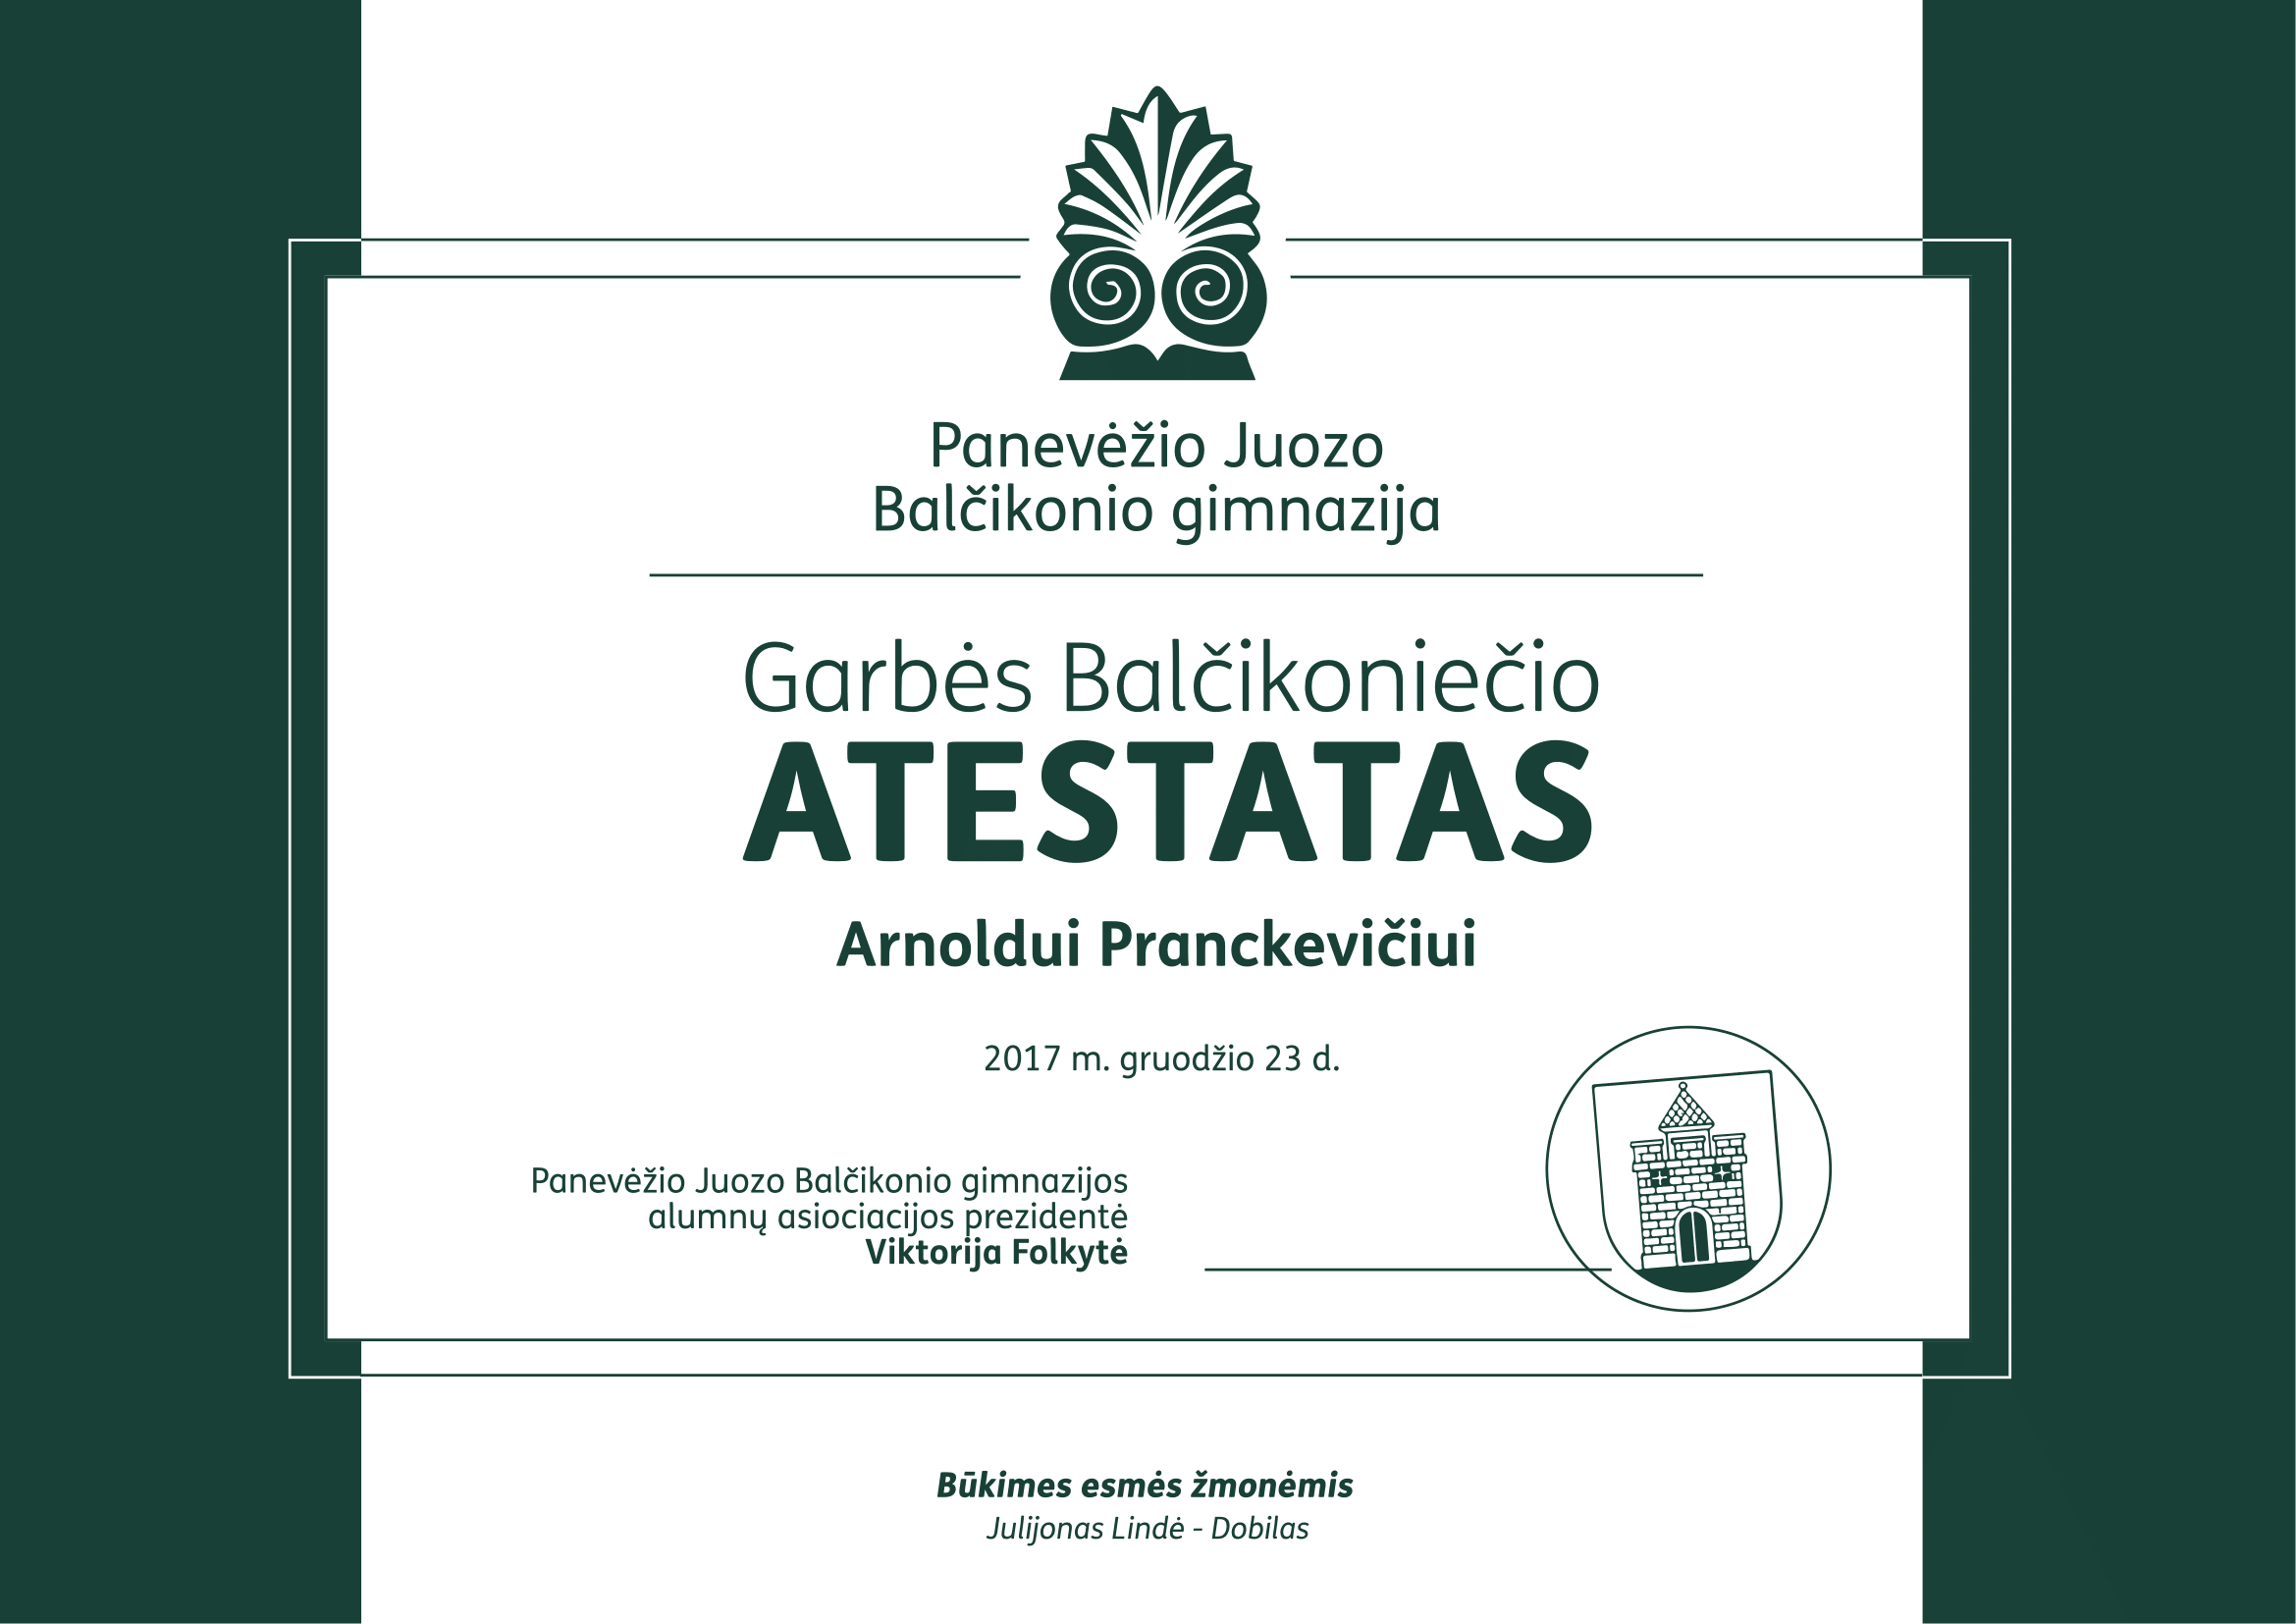 Panevėžio Juozo
Balčikonio gimnazija
Garbės Balčikoniečio
ATESTATAS
Arnoldui Pranckevičiui
2017 m. gruodžio 23 d.
Panevėžio Juozo Balčikonio gimnazijos
alumnų asiociacijos prezidentė
Viktorija Folkytė
Būkimes esmės žmonėmis
Julijonas Lindė - Dobilas